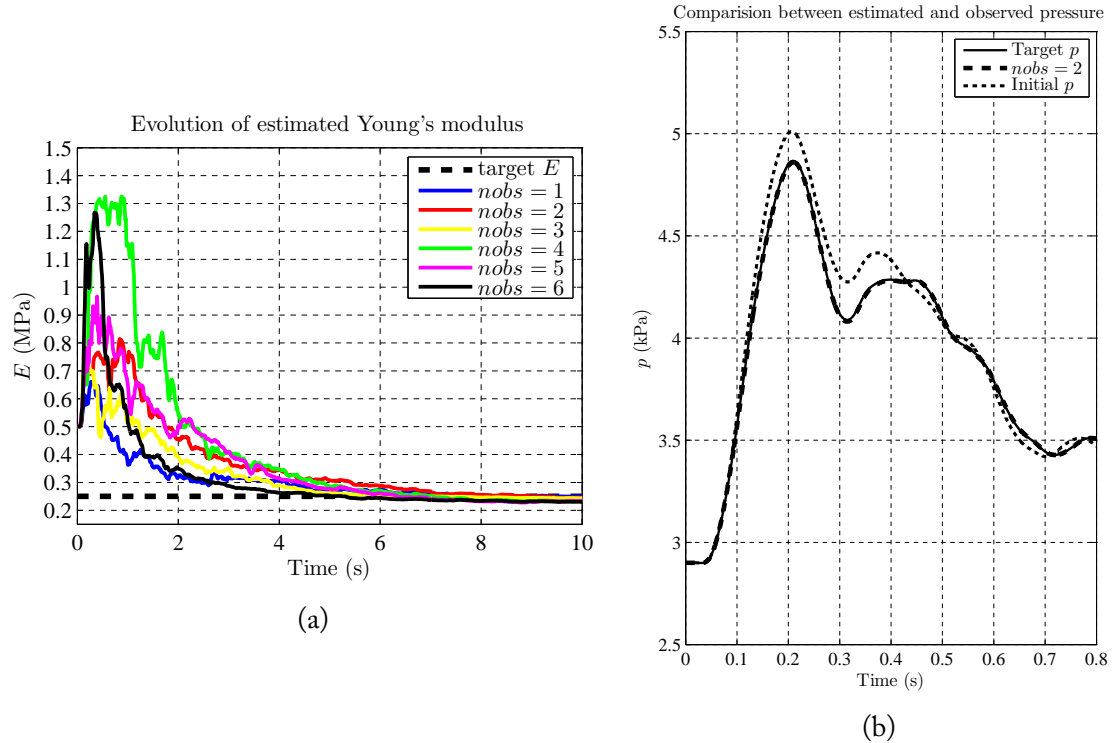 Evolution of estimated Young's modulus
1.5
1.4
1.3
1.2
1.1
1
0.9
0.8
0.7
0.6
0.5
0.4
0.3
0.2
E (MPa)
target E
nobs = 1
nobs = 2
nobs = 3
nobs = 4
nobs = 5
nobs = 6
0 2 4 6 8 10
Time (s)
(a)
Comparision between estimated and observed pressure
5.5
5
4.5
4
3.5
3
2.5
p (kPa)
Target p
nobs = 2
Initial p
0 0.1 0.2 0.3 0.4 0.5 0.6 0.7 0.8
Time (s)
(b)